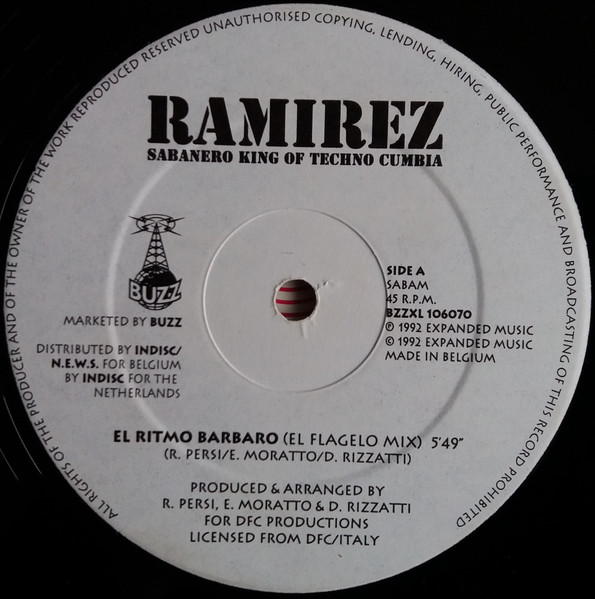 ALL RIGHTS OF THE PRODUCER AND OF THE OWNER OF THE WORK REPRODUCED RESERVED UNAUTHORISED COPYING, LENDING, HIRING, PUBLIC PERFORMANCE AND BROADCASTING OF THIS RECORD PROHIBITED
RAMIREZ
SABANERO KING OF TECHNO CUMBIA
BUZZ
MARKETED BY BUZZ
DISTRIBUTED BY INDISC/
N.E.W.S. FOR BELGIUM
BY INDISC FOR THE
NETHERLANDS
SIDE A
SABAM
45 R.P.M.
BZZXL 106070
℗ 1992 EXPANDED MUSIC
© 1992 EXPANDED MUSIC
MADE IN BELGIUM
EL RITMO BARBARO (EL FLAGELO MIX) 5'49"
(R. PERSI/E. MORATTO/D. RIZZATTI)
PRODUCED & ARRANGED BY
R. PERSI, E. MORATTO & D. RIZZATTI
FOR DFC PRODUCTIONS
LICENSED FROM DFC/ITALY